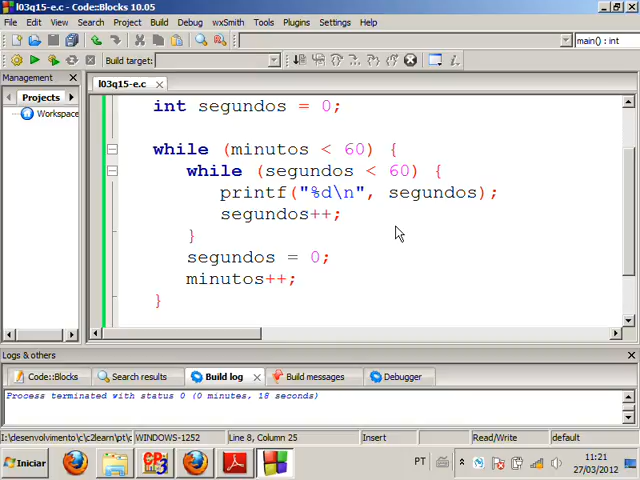 l03q15-e.c - Code::Blocks 10.05
File Edit View Search Project Build Debug wxSmith Tools Plugins Settings Help
main() : int
Build target:
Management
Projects
Workspace
l03q15-e.c
int segundos = 0;
while (minutos < 60) {
while (segundos < 60) {
printf("%d\n", segundos);
segundos++;
}
segundos = 0;
minutos++;
}
Logs & others
Code::Blocks Search results Build log Build messages Debugger
Process terminated with status 0 (0 minutes, 18 seconds)
I:\desenvolvimento\c\c2learn\pt\c WINDOWS-1252 Line 8, Column 25 Insert Read/Write default
Iniciar PT 11:21
27/03/2012